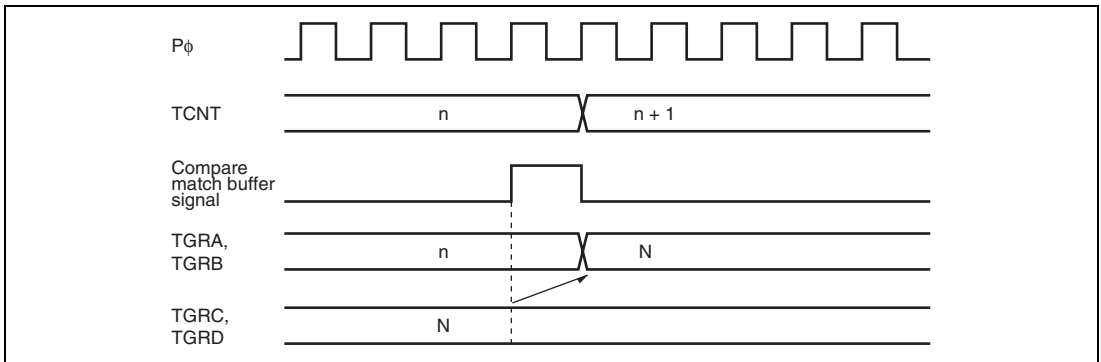 Pϕ
TCNT
n
n + 1
Compare
match buffer
signal
TGRA,
TGRB
n
N
TGRC,
TGRD
N